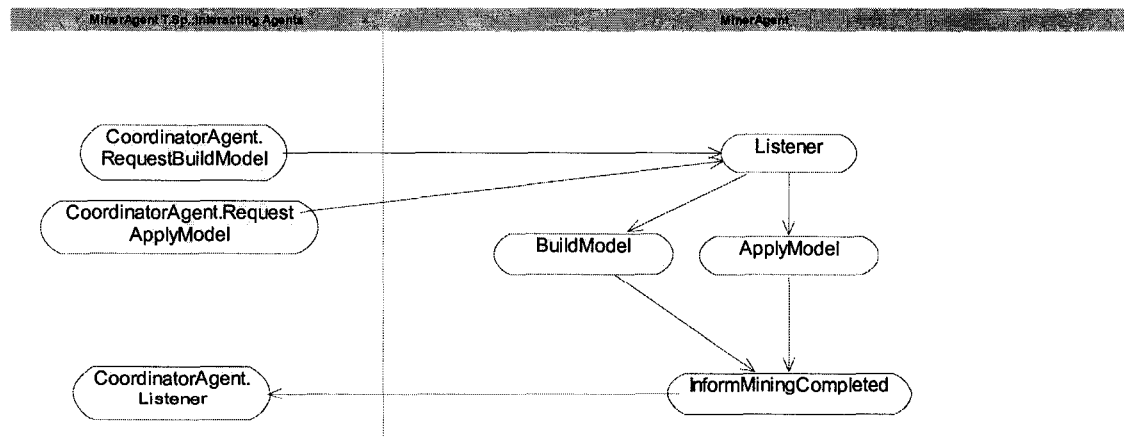 MinerAgent T.Sp.:Interacting Agents
MinerAgent
CoordinatorAgent.
RequestBuildModel
Listener
CoordinatorAgent.Request
ApplyModel
BuildModel
ApplyModel
CoordinatorAgent.
Listener
InformMiningCompleted